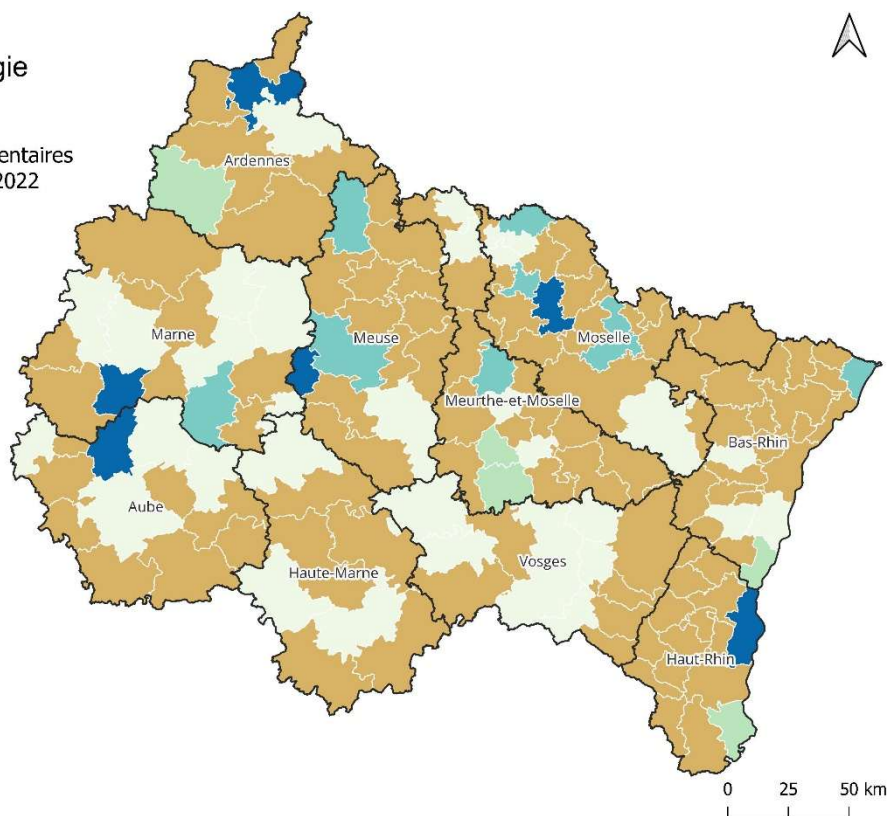 gie
entaires
2022
Ardennes
Marne
Meuse
Moselle
Meurthe-et-Moselle
Bas-Rhin
Aube
Vosges
Haute-Marne
Haut-Rhin
0 25 50 km